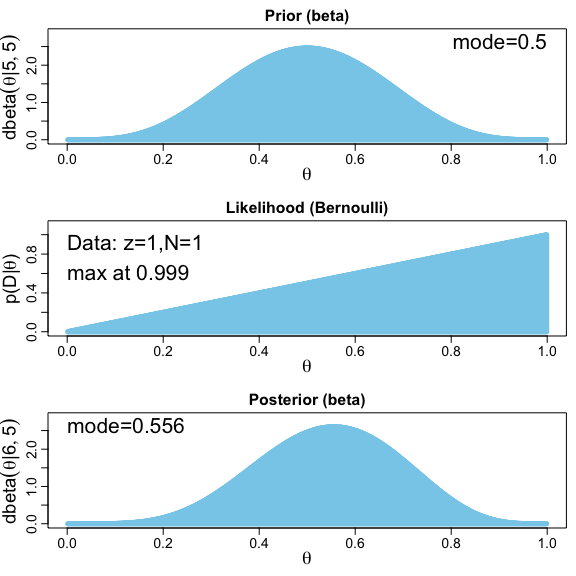 Prior (beta)
mode=0.5
dbeta(θ|5, 5)
0.0 1.0 2.0
0.0 0.2 0.4 0.6 0.8 1.0
θ
Likelihood (Bernoulli)
Data: z=1,N=1
max at 0.999
p(D|θ)
0.0 0.4 0.8
0.0 0.2 0.4 0.6 0.8 1.0
θ
Posterior (beta)
mode=0.556
dbeta(θ|6, 5)
0.0 1.0 2.0
0.0 0.2 0.4 0.6 0.8 1.0
θ